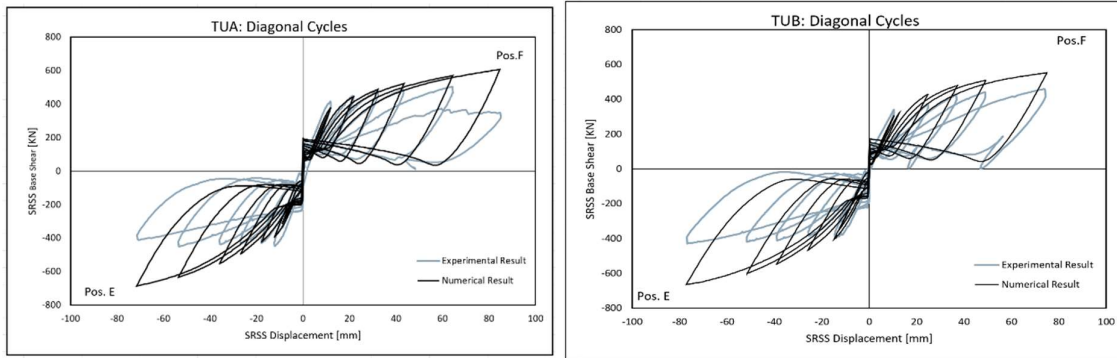 TUA: Diagonal Cycles
800
600
400
200
0
-200
-400
-600
-800
-100 -80 -60 -40 -20 0 20 40 60 80 100
SRSS Base Shear [KN]
SRSS Displacement [mm]
Pos.F
Pos. E
Experimental Result
Numerical Result
TUB: Diagonal Cycles
800
600
400
200
0
-200
-400
-600
-800
-100 -80 -60 -40 -20 0 20 40 60 80 100
SRSS Base Shear [KN]
SRSS Displacement [mm]
Pos.F
Pos. E
Experimental Result
Numerical Result